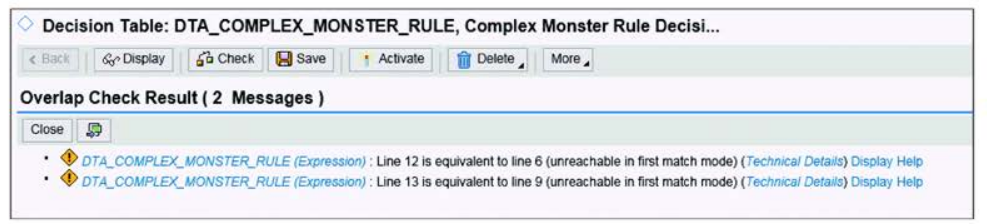 Decision Table: DTA_COMPLEX_MONSTER_RULE, Complex Monster Rule Decisi...
< Back Display Check Save Activate Delete More
Overlap Check Result ( 2 Messages )
Close
• DTA_COMPLEX_MONSTER_RULE (Expression) : Line 12 is equivalent to line 6 (unreachable in first match mode) (Technical Details) Display Help
• DTA_COMPLEX_MONSTER_RULE (Expression) : Line 13 is equivalent to line 9 (unreachable in first match mode) (Technical Details) Display Help